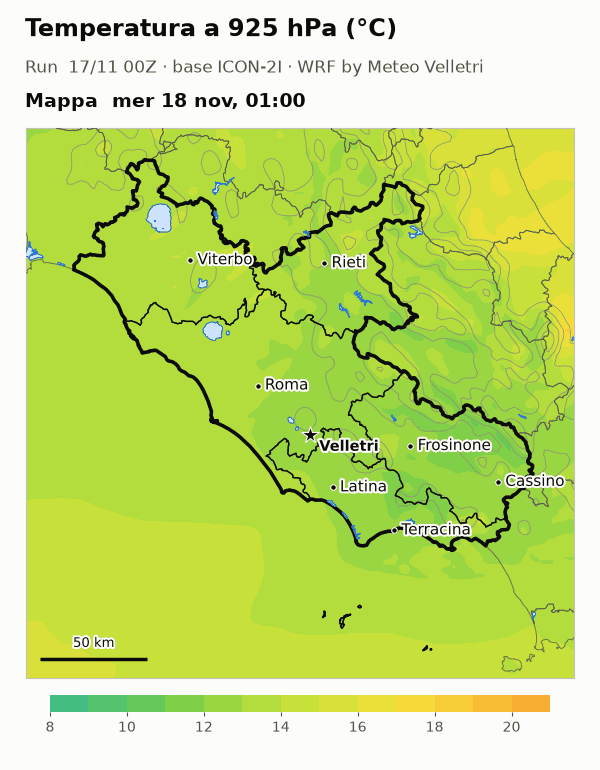 Temperatura a 925 hPa (°C)
Run  17/11 00Z · base ICON-2I · WRF by Meteo Velletri
Mappa  mer 18 nov, 01:00
Viterbo
Rieti
Roma
Velletri
Frosinone
Latina
Cassino
Terracina
50 km
8 10 12 14 16 18 20